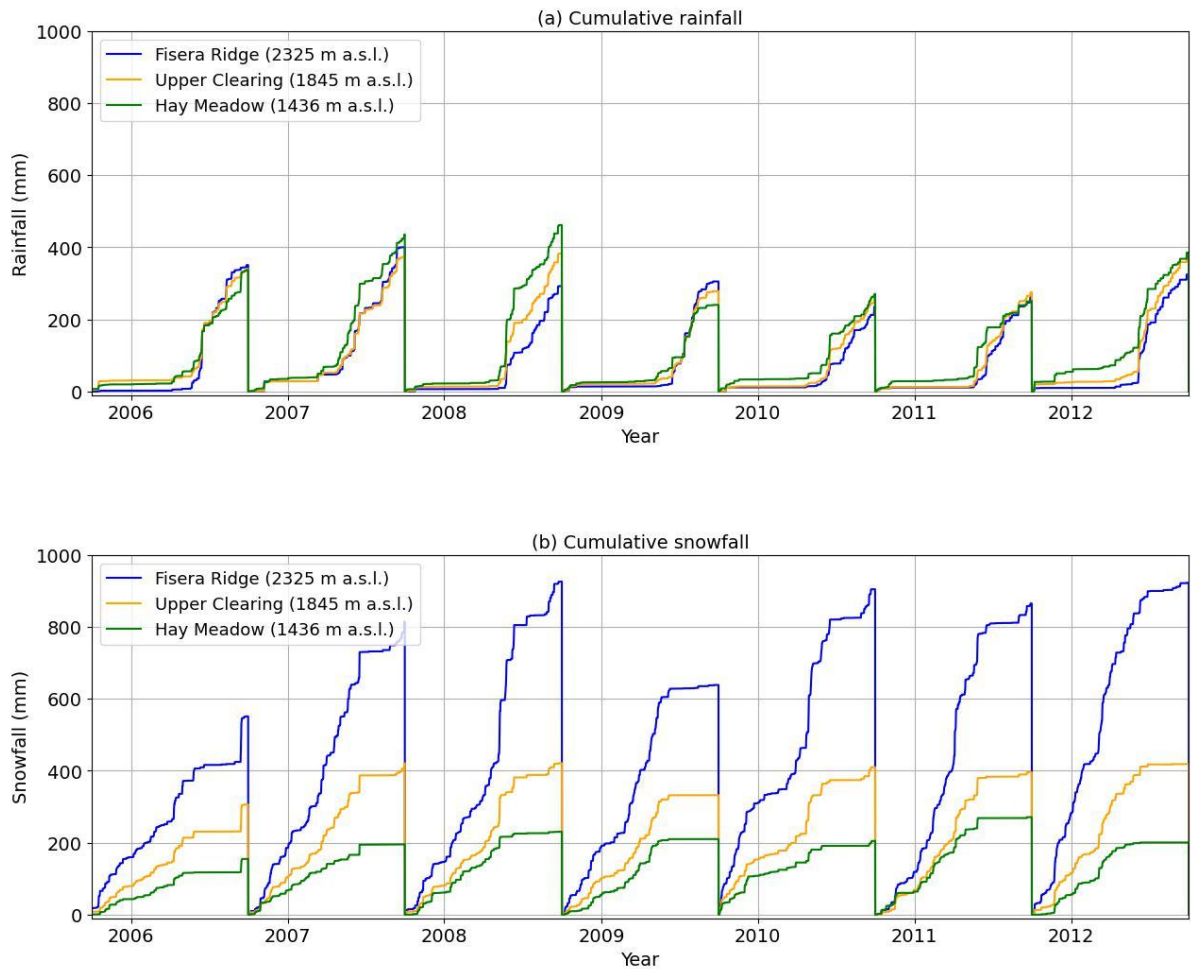 (a) Cumulative rainfall
1000
800
600
400
200
0
Rainfall (mm)
Fisera Ridge (2325 m a.s.l.)
Upper Clearing (1845 m a.s.l.)
Hay Meadow (1436 m a.s.l.)
2006 2007 2008 2009 2010 2011 2012
Year
(b) Cumulative snowfall
1000
800
600
400
200
0
Snowfall (mm)
Fisera Ridge (2325 m a.s.l.)
Upper Clearing (1845 m a.s.l.)
Hay Meadow (1436 m a.s.l.)
2006 2007 2008 2009 2010 2011 2012
Year